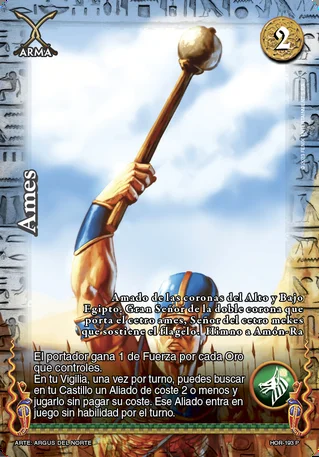 ARMA
2
Ames
Amado de las coronas del Alto y Bajo
Egipto. Gran Señor de la doble corona que
porta el cetro ames. Señor del cetro mekes
que sostiene el flagelo. Himno a Amón-Ra
El portador gana 1 de Fuerza por cada Oro
que controles.
En tu Vigilia, una vez por turno, puedes buscar
en tu Castillo un Aliado de coste 2 o menos y
jugarlo sin pagar su coste. Ese Aliado entra en
juego sin habilidad por el turno.
ARTE: ARGUS DEL NORTE
HOR-193 P